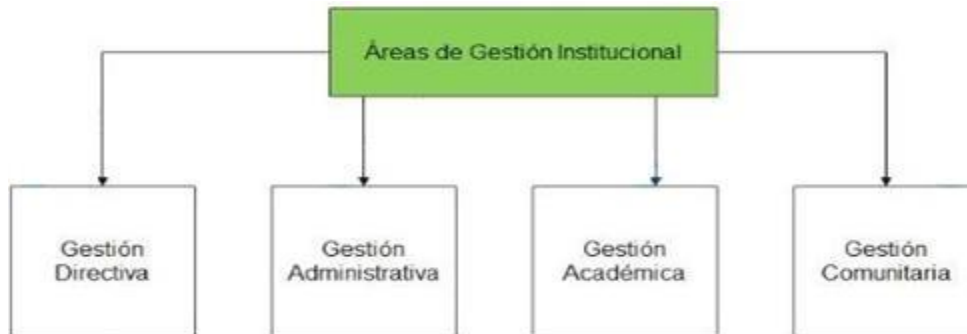 Áreas de Gestión Institucional
Gestión
Directiva
Gestión
Administrativa
Gestión
Académica
Gestión
Comunitaria